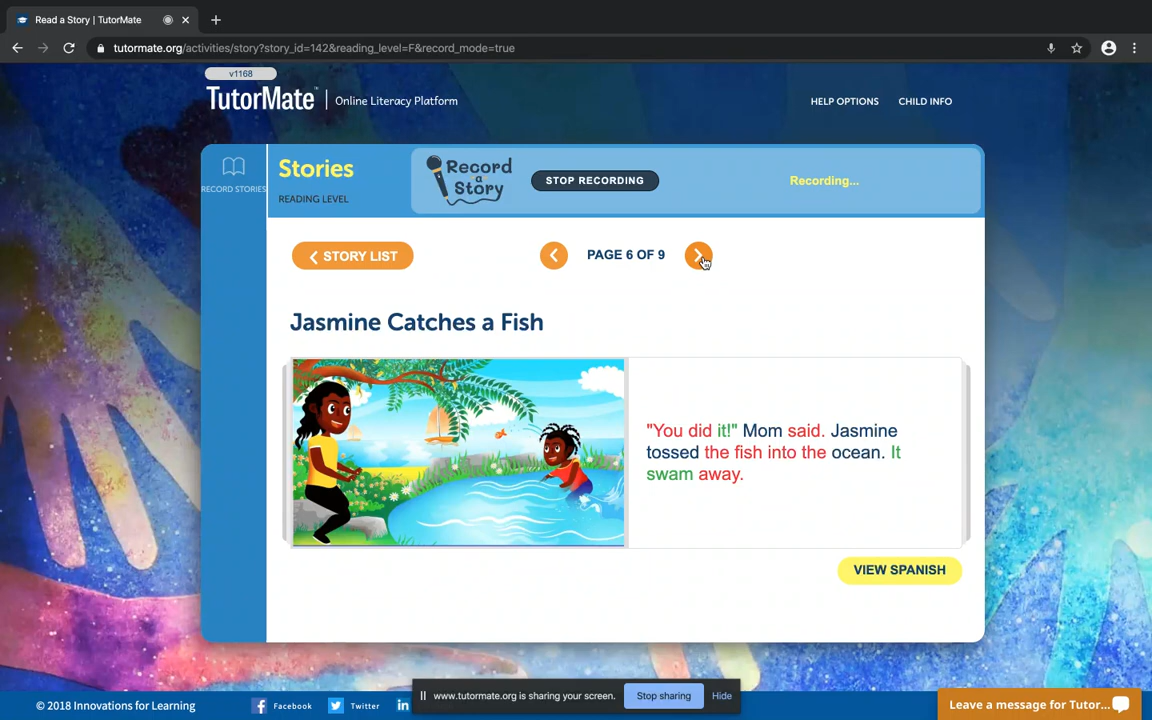 Read a Story | TutorMate
tutormate.org/activities/story?story_id=142&reading_level=F&record_mode=true
v1168
TutorMate | Online Literacy Platform
HELP OPTIONS
CHILD INFO
RECORD STORIES
Stories
READING LEVEL
Record
a
Story
STOP RECORDING
Recording...
STORY LIST
PAGE 6 OF 9
Jasmine Catches a Fish
"You did it!" Mom said. Jasmine
tossed the fish into the ocean. It
swam away.
VIEW SPANISH
© 2018 Innovations for Learning
Facebook
Twitter
in
www.tutormate.org is sharing your screen.
Stop sharing
Hide
Leave a message for Tutor...